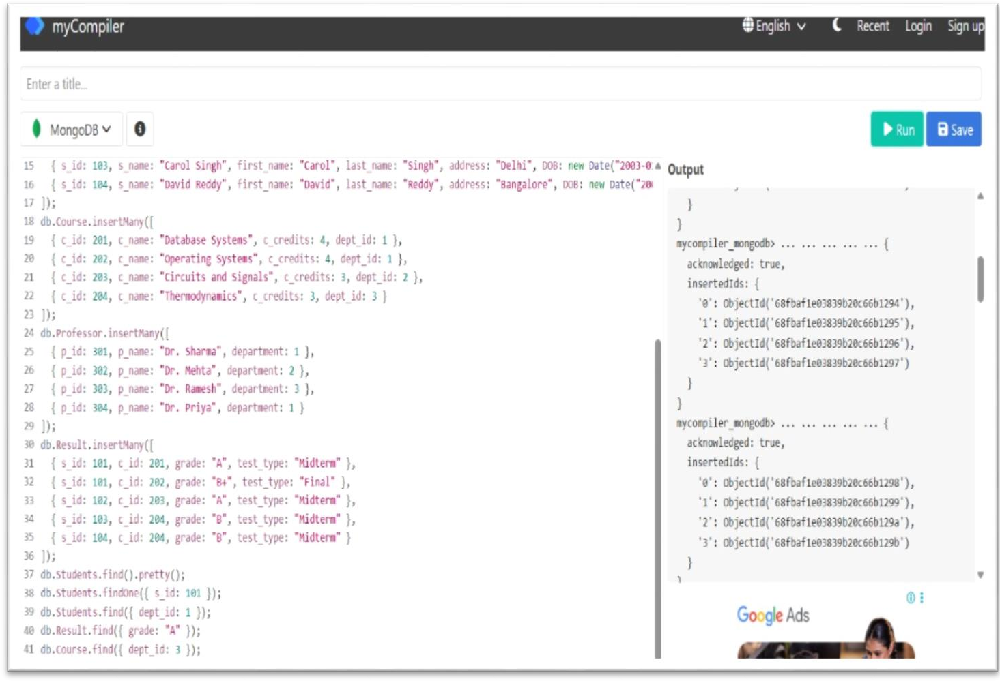 myCompiler
English
Recent
Login
Sign up
Enter a title...
MongoDB
Run
Save
15 { s_id: 103, s_name: "Carol Singh", first_name: "Carol", last_name: "Singh", address: "Delhi", DOB: new Date("2003-0
16 { s_id: 104, s_name: "David Reddy", first_name: "David", last_name: "Reddy", address: "Bangalore", DOB: new Date("200
17 ]);
18 db.Course.insertMany([
19 { c_id: 201, c_name: "Database Systems", c_credits: 4, dept_id: 1 },
20 { c_id: 202, c_name: "Operating Systems", c_credits: 4, dept_id: 1 },
21 { c_id: 203, c_name: "Circuits and Signals", c_credits: 3, dept_id: 2 },
22 { c_id: 204, c_name: "Thermodynamics", c_credits: 3, dept_id: 3 }
23 ]);
24 db.Professor.insertMany([
25 { p_id: 301, p_name: "Dr. Sharma", department: 1 },
26 { p_id: 302, p_name: "Dr. Mehta", department: 2 },
27 { p_id: 303, p_name: "Dr. Ramesh", department: 3 },
28 { p_id: 304, p_name: "Dr. Priya", department: 1 }
29 ]);
30 db.Result.insertMany([
31 { s_id: 101, c_id: 201, grade: "A", test_type: "Midterm" },
32 { s_id: 101, c_id: 202, grade: "B+", test_type: "Final" },
33 { s_id: 102, c_id: 203, grade: "A", test_type: "Midterm" },
34 { s_id: 103, c_id: 204, grade: "B", test_type: "Midterm" },
35 { s_id: 104, c_id: 204, grade: "B", test_type: "Midterm" }
36 ]);
37 db.Students.find().pretty();
38 db.Students.findOne({ s_id: 101 });
39 db.Students.find({ dept_id: 1 });
40 db.Result.find({ grade: "A" });
41 db.Course.find({ dept_id: 3 });
Output
}
}
mycompiler_mongodb> ... ... ... ... ... {
acknowledged: true,
insertedIds: {
'0': ObjectId('68fbaf1e03839b20c66b1294'),
'1': ObjectId('68fbaf1e03839b20c66b1295'),
'2': ObjectId('68fbaf1e03839b20c66b1296'),
'3': ObjectId('68fbaf1e03839b20c66b1297')
}
}
mycompiler_mongodb> ... ... ... ... ... {
acknowledged: true,
insertedIds: {
'0': ObjectId('68fbaf1e03839b20c66b1298'),
'1': ObjectId('68fbaf1e03839b20c66b1299'),
'2': ObjectId('68fbaf1e03839b20c66b129a'),
'3': ObjectId('68fbaf1e03839b20c66b129b')
}
}
Google Ads